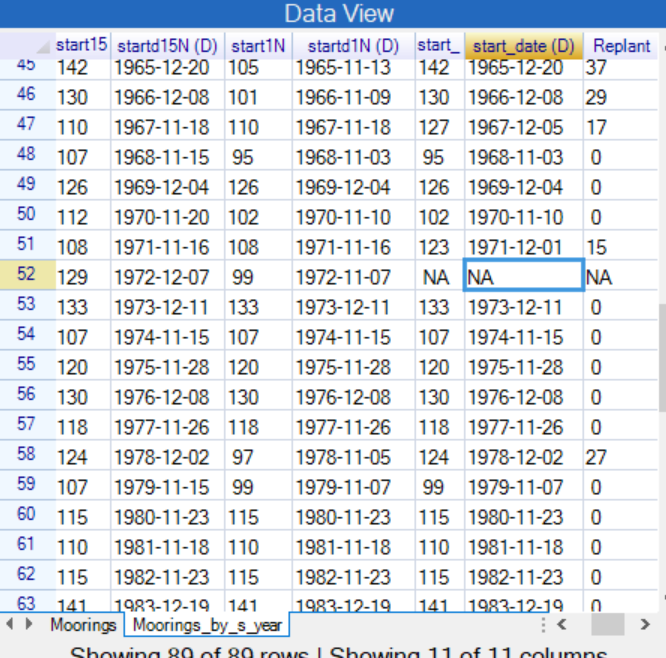 Data View
start15 startd15N (D) start1N startd1N (D) start_ start_date (D) Replant
45 142 1965-12-20 105 1965-11-13 142 1965-12-20 37
46 130 1966-12-08 101 1966-11-09 130 1966-12-08 29
47 110 1967-11-18 110 1967-11-18 127 1967-12-05 17
48 107 1968-11-15 95 1968-11-03 95 1968-11-03 0
49 126 1969-12-04 126 1969-12-04 126 1969-12-04 0
50 112 1970-11-20 102 1970-11-10 102 1970-11-10 0
51 108 1971-11-16 108 1971-11-16 123 1971-12-01 15
52 129 1972-12-07 99 1972-11-07 NA NA NA
53 133 1973-12-11 133 1973-12-11 133 1973-12-11 0
54 107 1974-11-15 107 1974-11-15 107 1974-11-15 0
55 120 1975-11-28 120 1975-11-28 120 1975-11-28 0
56 130 1976-12-08 130 1976-12-08 130 1976-12-08 0
57 118 1977-11-26 118 1977-11-26 118 1977-11-26 0
58 124 1978-12-02 97 1978-11-05 124 1978-12-02 27
59 107 1979-11-15 99 1979-11-07 99 1979-11-07 0
60 115 1980-11-23 115 1980-11-23 115 1980-11-23 0
61 110 1981-11-18 110 1981-11-18 110 1981-11-18 0
62 115 1982-11-23 115 1982-11-23 115 1982-11-23 0
63 141 1983-12-19 141 1983-12-19 141 1983-12-19 0
Moorings Moorings_by_s_year
Showing 89 of 89 rows | Showing 11 of 11 columns